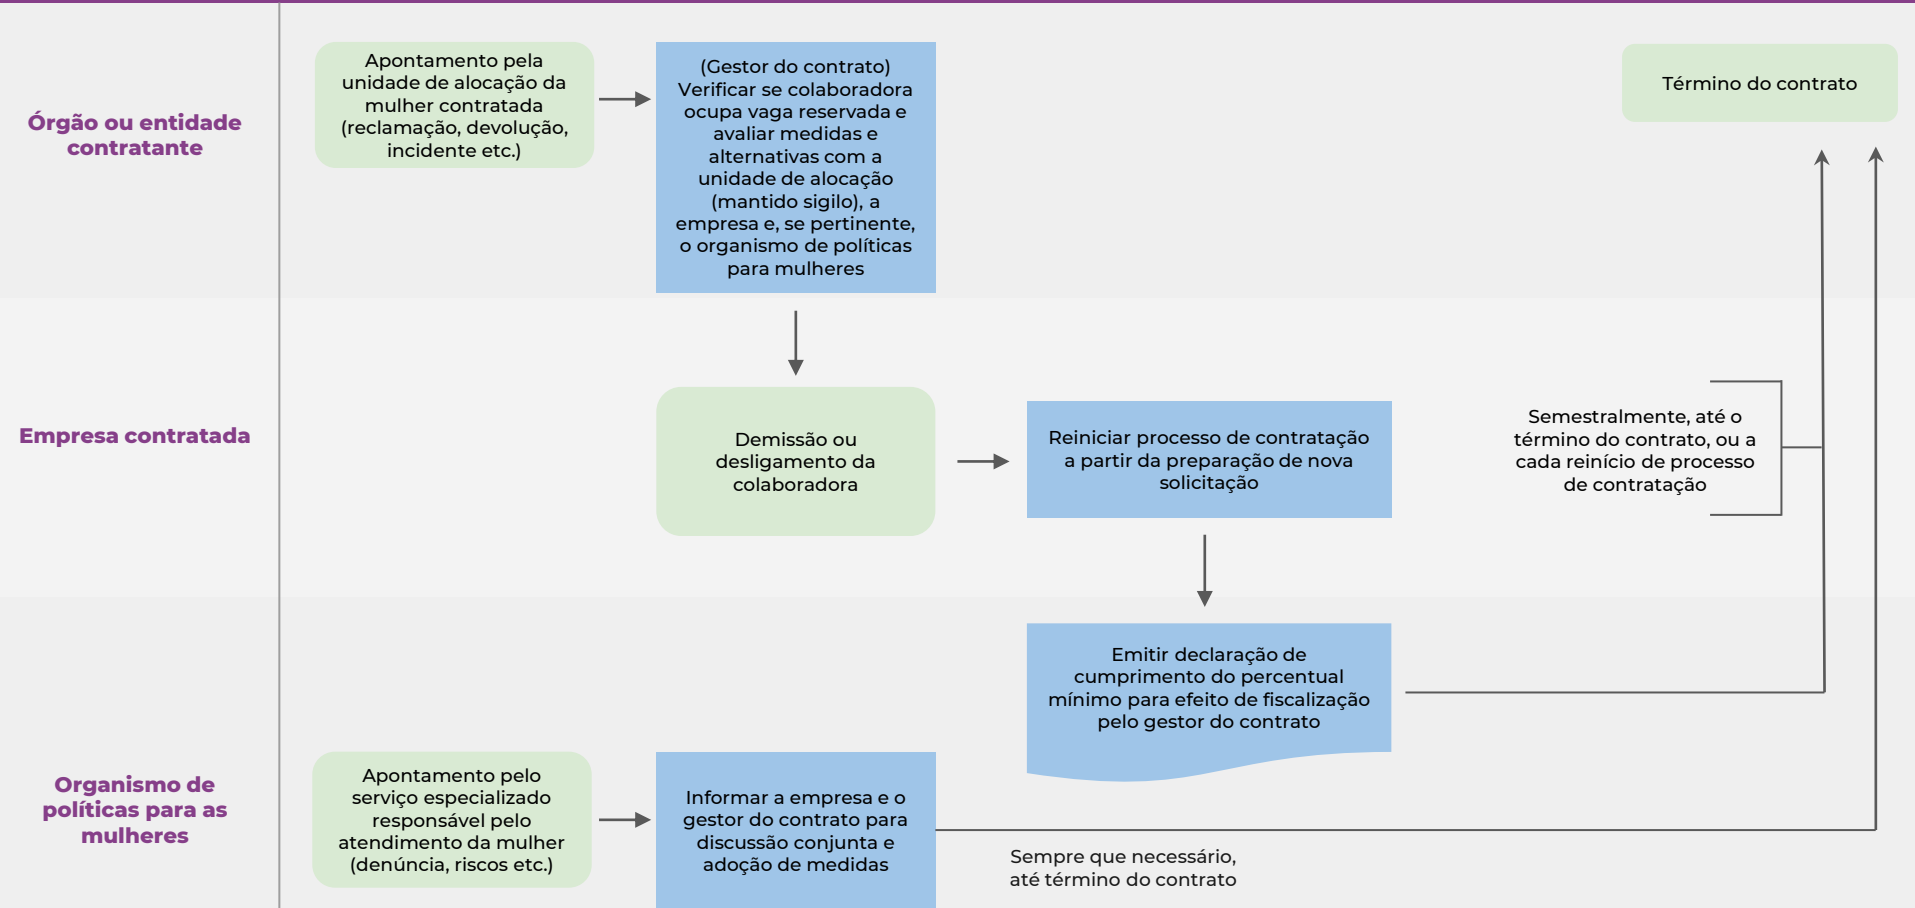 Órgão ou entidade
contratante
Apontamento pela
unidade de alocação da
mulher contratada
(reclamação, devolução,
incidente etc.)
(Gestor do contrato)
Verificar se colaboradora
ocupa vaga reservada e
avaliar medidas e
alternativas com a
unidade de alocação
(mantido sigilo), a
empresa e, se pertinente,
o organismo de políticas
para mulheres
Término do contrato
Empresa contratada
Demissão ou
desligamento da
colaboradora
Reiniciar processo de contratação
a partir da preparação de nova
solicitação
Semestralmente, até o
término do contrato, ou a
cada reinício de processo
de contratação
Organismo de
políticas para as
mulheres
Emitir declaração de
cumprimento do percentual
mínimo para efeito de fiscalização
pelo gestor do contrato
Apontamento pelo
serviço especializado
responsável pelo
atendimento da mulher
(denúncia, riscos etc.)
Informar a empresa e o
gestor do contrato para
discussão conjunta e
adoção de medidas
Sempre que necessário,
até término do contrato